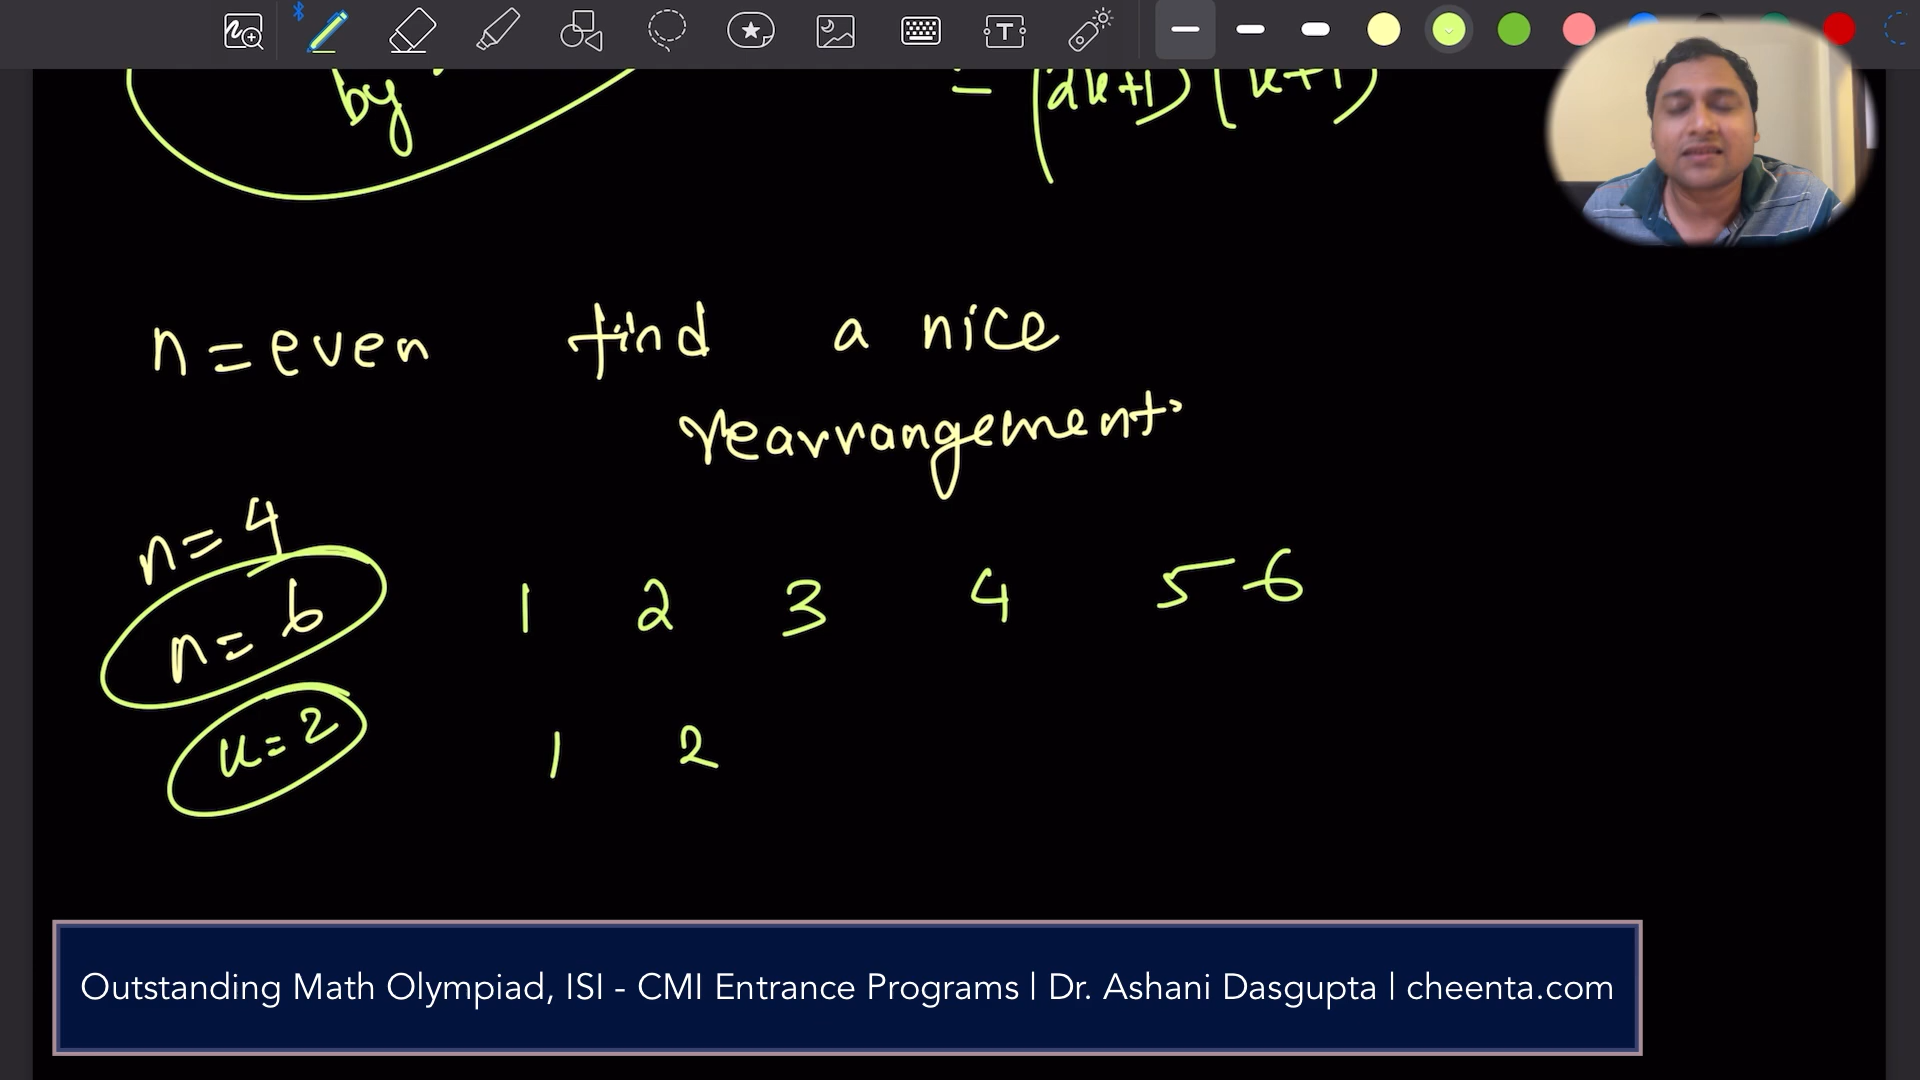 by
= (2k+1) (k+1)
n = even find a nice
rearrangement
n = 4
n = 6 1 2 3 4 5 6
k=2 1 2
Outstanding Math Olympiad, ISI - CMI Entrance Programs | Dr. Ashani Dasgupta | cheenta.com